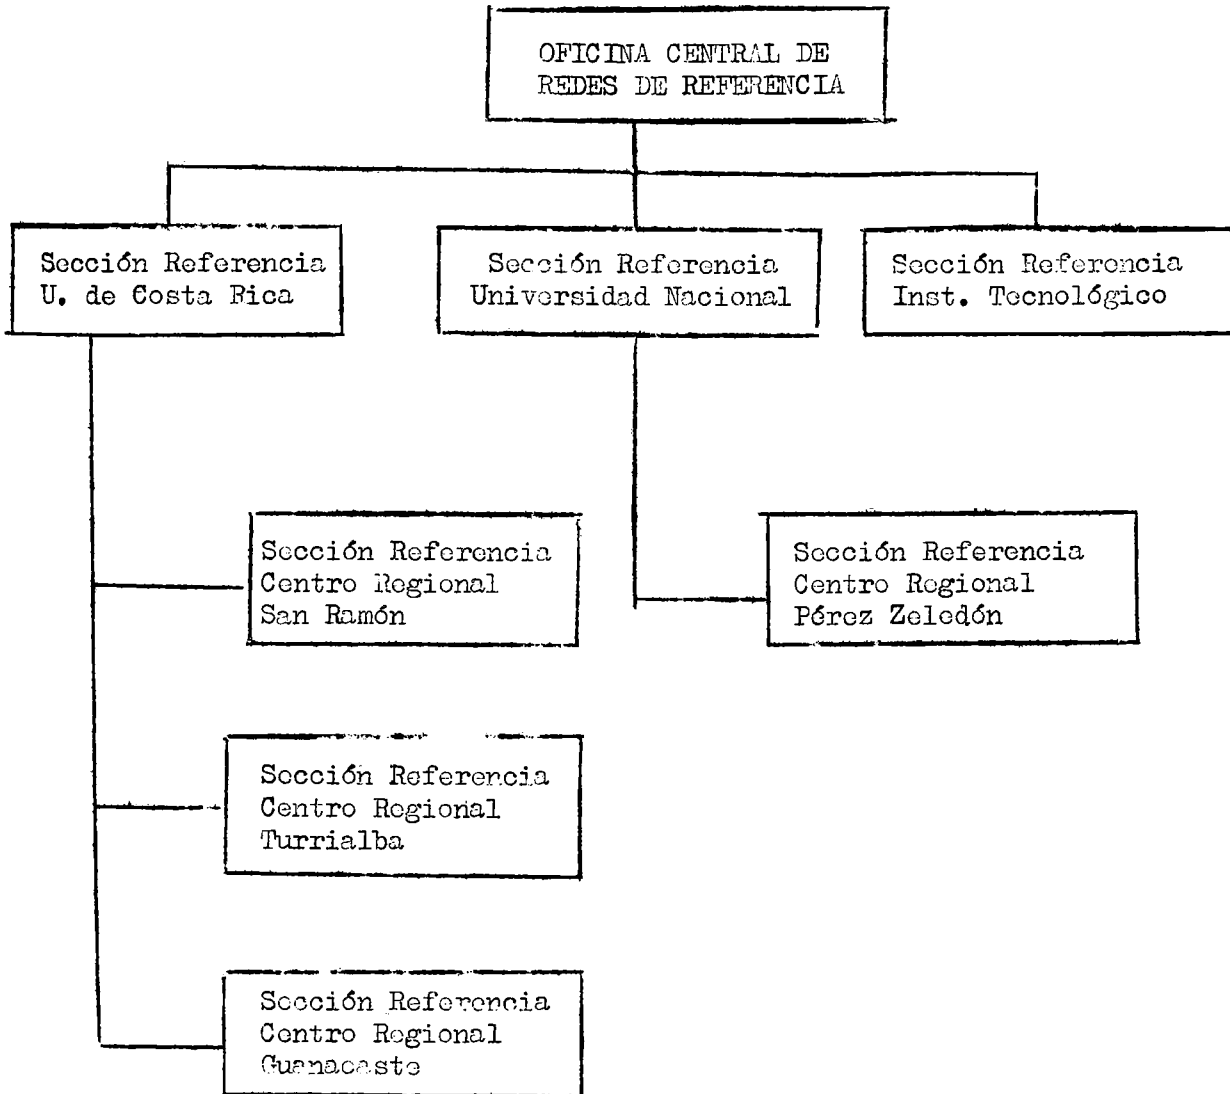 OFICINA CENTRAL DE
REDES DE REFERENCIA
Sección Referencia
U. de Costa Rica
Sección Referencia
Universidad Nacional
Sección Referencia
Inst. Tecnológico
Sección Referencia
Centro Regional
San Ramón
Sección Referencia
Centro Regional
Pérez Zeledón
Sección Referencia
Centro Regional
Turrialba
Sección Referencia
Centro Regional
Guanacaste